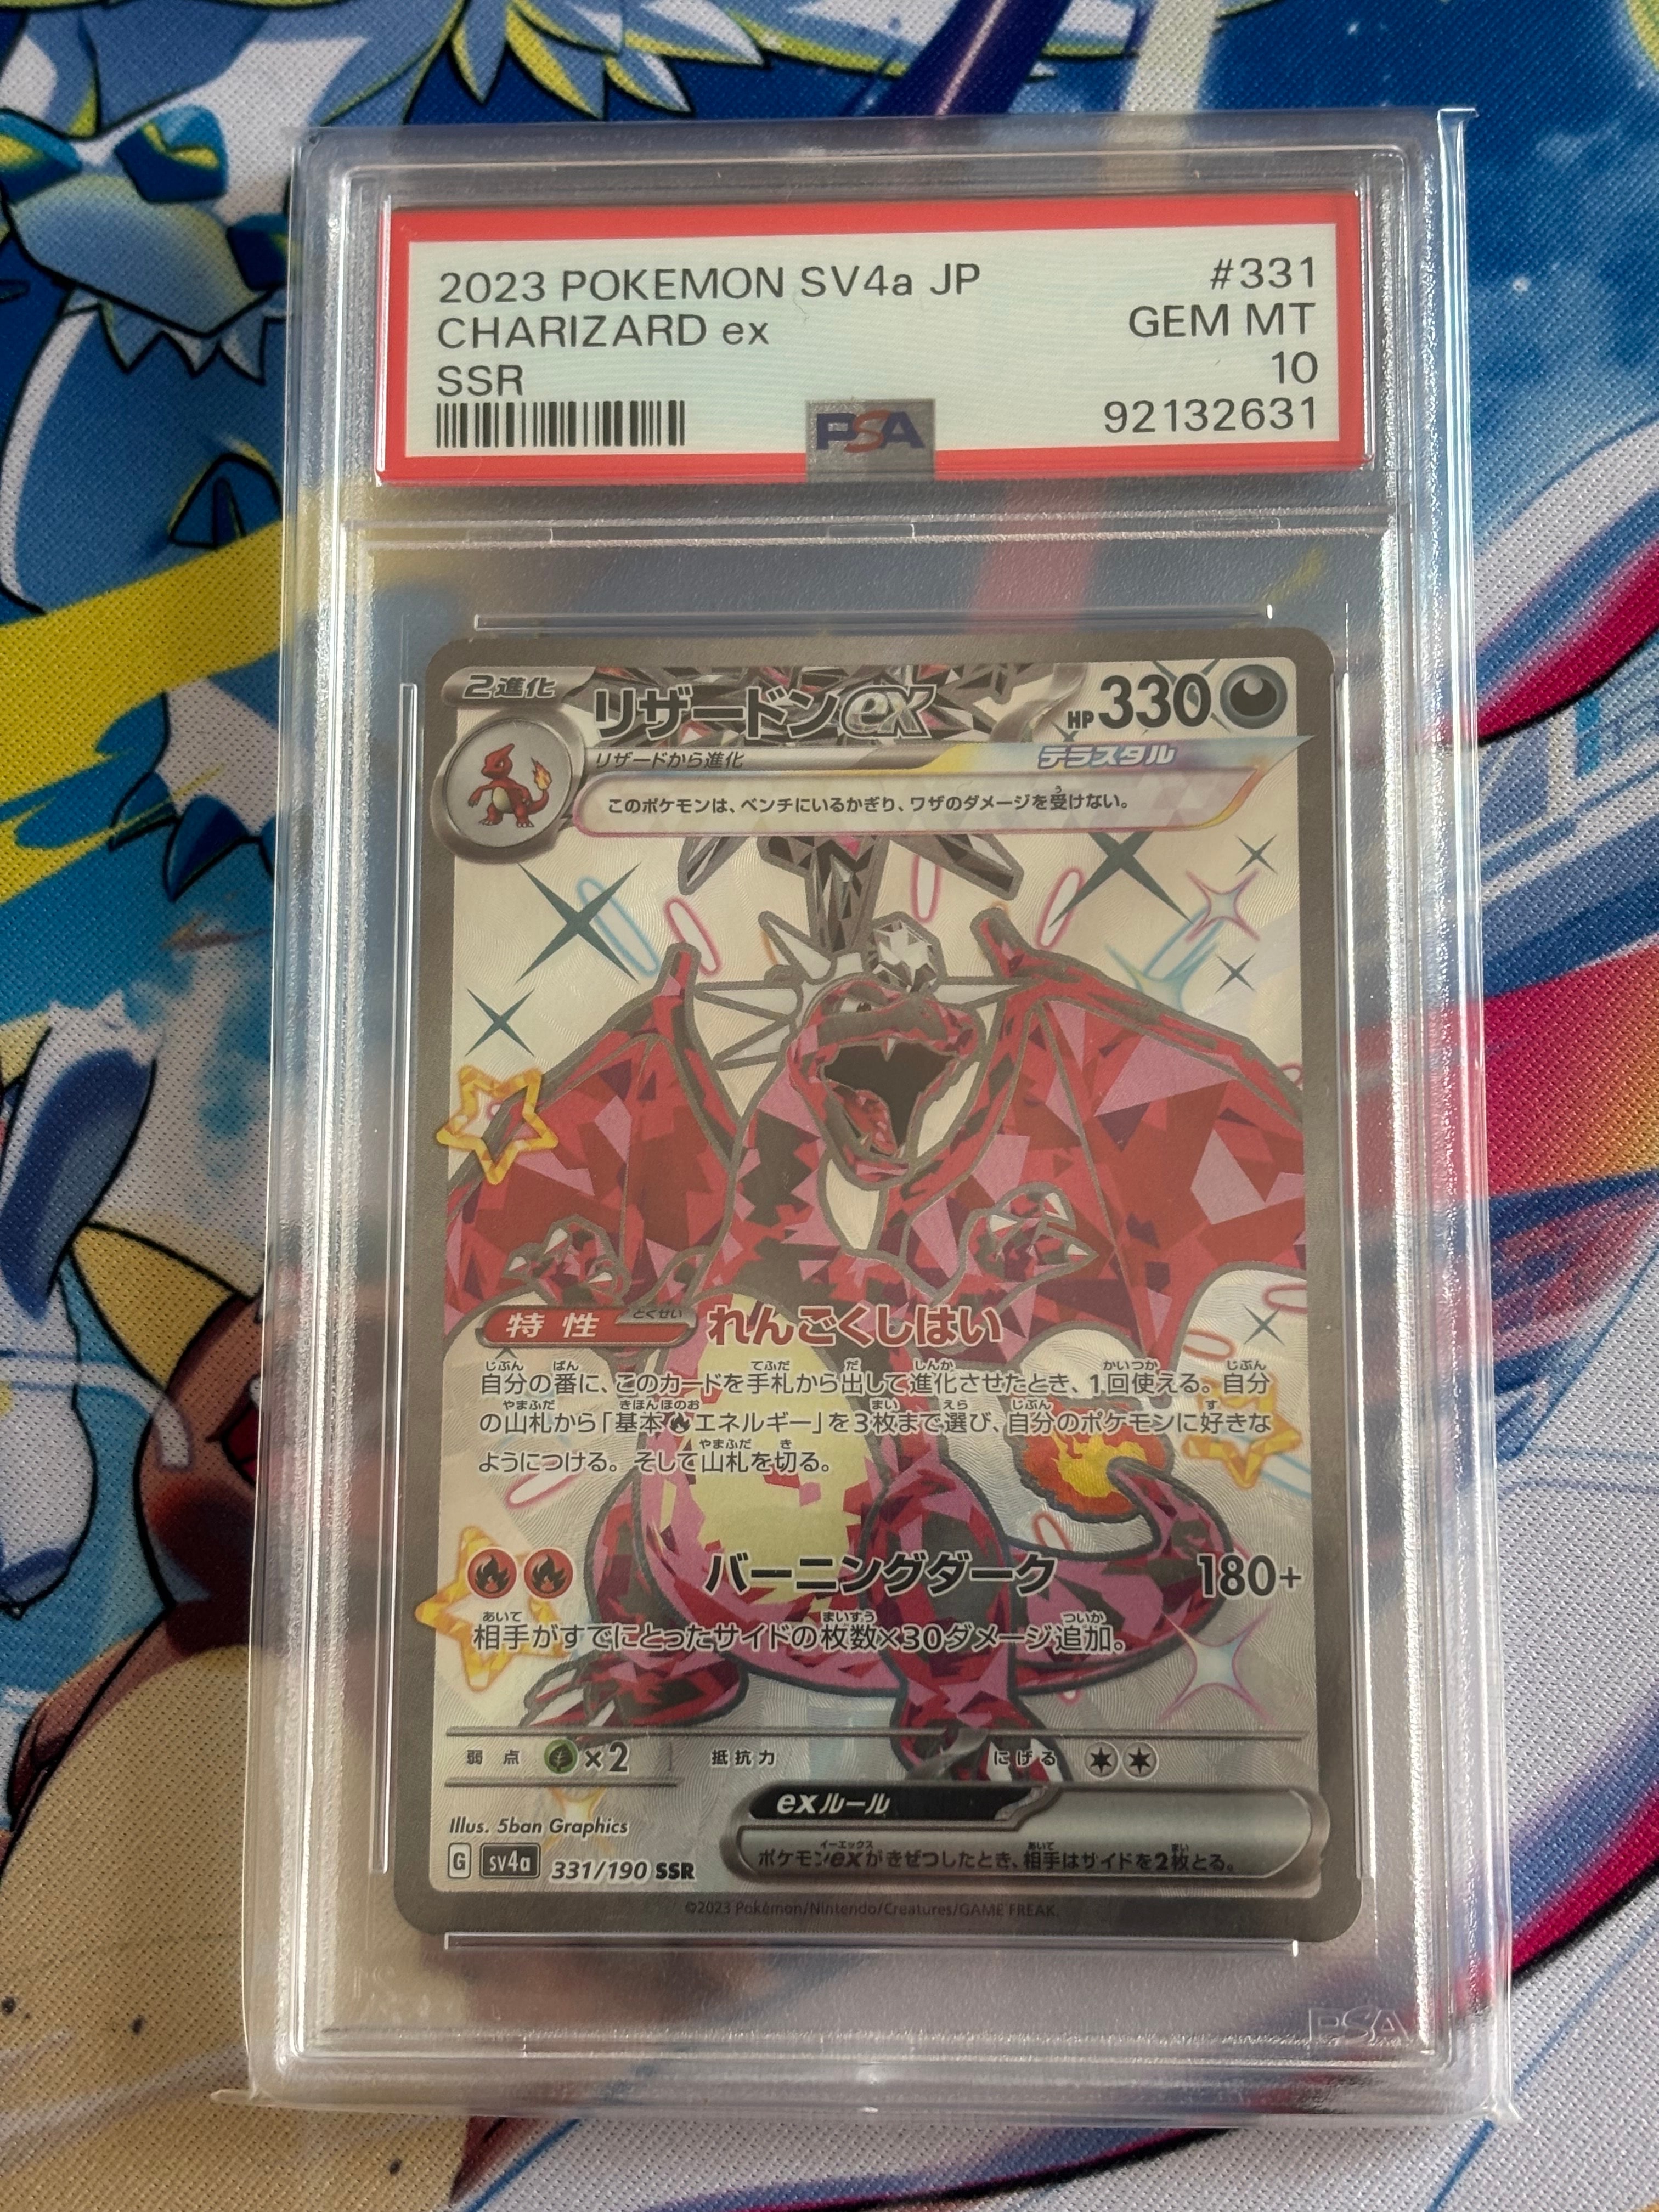 2023 POKEMON SV4a JP #331
CHARIZARD ex GEM MT
SSR 10
PSA 92132631
2進化 リザードンex HP330
リザードから進化 テラスタル
このポケモンは、ベンチにいるかぎり、ワザのダメージを受けない。
特性 れんごくしはい
自分の番に、このカードを手札から出して進化させたとき、1回使える。自分
の山札から「基本エネルギー」を3枚まで選び、自分のポケモンに好きな
ようにつける。そして山札を切る。
バーニングダーク 180+
相手がすでにとったサイドの枚数×30ダメージ追加。
弱点 ×2 抵抗力 にげる
exルール
ポケモンexがきぜつしたとき、相手はサイドを2枚とる。
Illus. 5ban Graphics
G sv4a 331/190 SSR
©2023 Pokémon/Nintendo/Creatures/GAME FREAK.
PSA